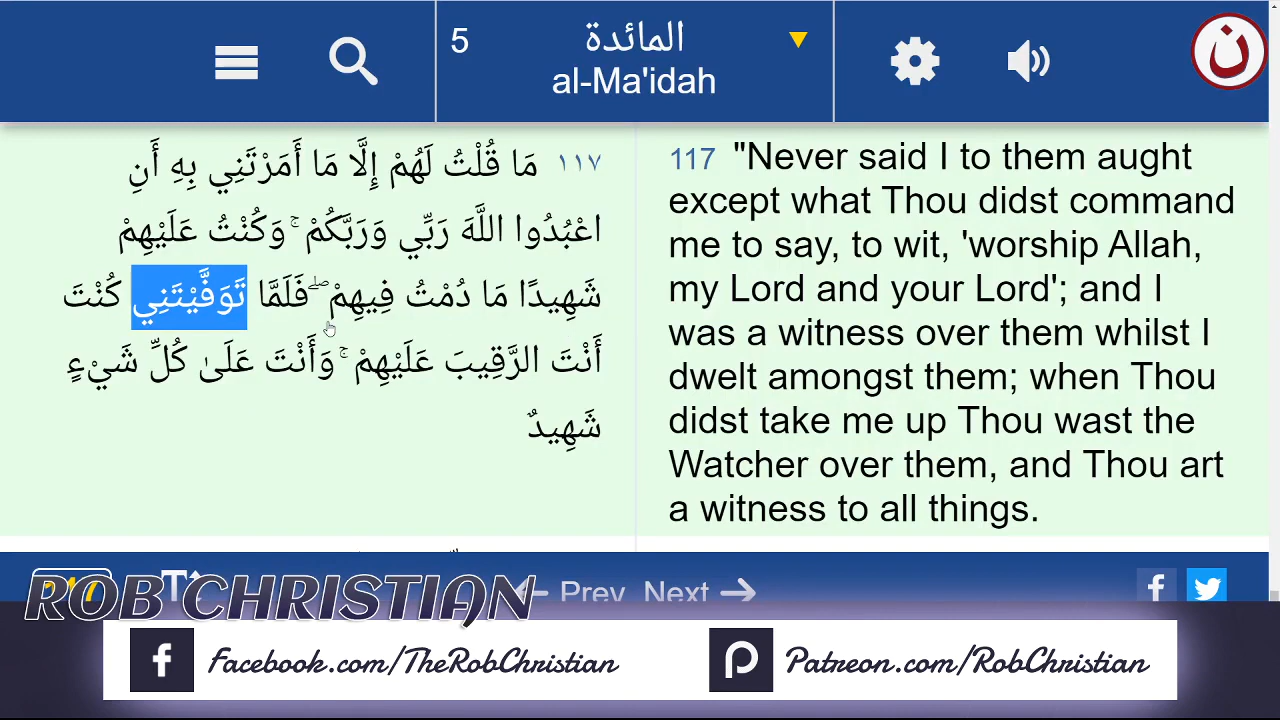 5
المائدة
al-Ma'idah
ن
١١٧ مَا قُلْتُ لَهُمْ إِلَّا مَا أَمَرْتَنِي بِهِ أَنِ
اعْبُدُوا اللَّهَ رَبِّي وَرَبَّكُمْ ۚ وَكُنْتُ عَلَيْهِمْ
شَهِيدًا مَا دُمْتُ فِيهِمْ ۖ فَلَمَّا تَوَفَّيْتَنِي كُنْتَ
أَنْتَ الرَّقِيبَ عَلَيْهِمْ ۚ وَأَنْتَ عَلَىٰ كُلِّ شَيْءٍ
شَهِيدٌ
117 "Never said I to them aught
except what Thou didst command
me to say, to wit, 'worship Allah,
my Lord and your Lord'; and I
was a witness over them whilst I
dwelt amongst them; when Thou
didst take me up Thou wast the
Watcher over them, and Thou art
a witness to all things.
Prev Next
ROB CHRISTIAN
Facebook.com/TheRobChristian
Patreon.com/RobChristian